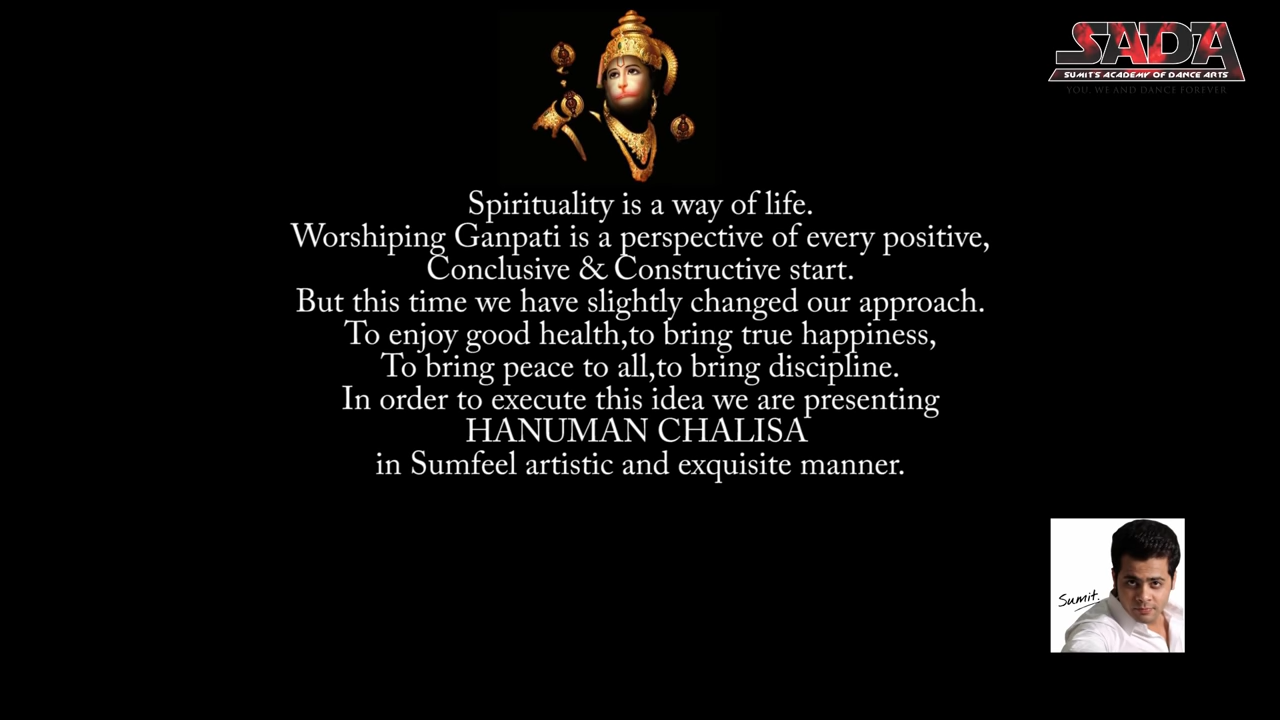 SADA
SUMIT'S ACADEMY OF DANCE ARTS
YOU, WE AND DANCE FOREVER
Spirituality is a way of life.
Worshiping Ganpati is a perspective of every positive,
Conclusive & Constructive start.
But this time we have slightly changed our approach.
To enjoy good health,to bring true happiness,
To bring peace to all,to bring discipline.
In order to execute this idea we are presenting
HANUMAN CHALISA
in Sumfeel artistic and exquisite manner.
Sumit.